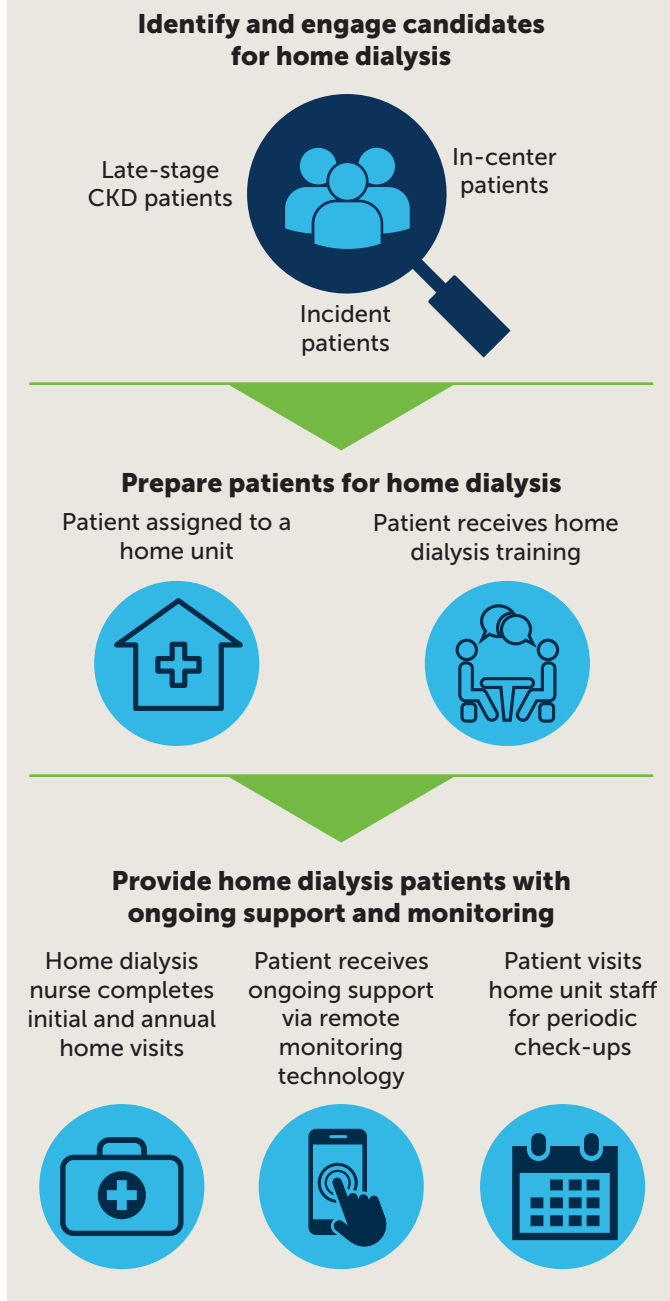 Identify and engage candidates
for home dialysis
Late-stage
CKD patients
In-center
patients
Incident
patients
Prepare patients for home dialysis
Patient assigned to a
home unit
Patient receives home
dialysis training
Provide home dialysis patients with
ongoing support and monitoring
Home dialysis
nurse completes
initial and annual
home visits
Patient receives
ongoing support
via remote
monitoring
technology
Patient visits
home unit staff
for periodic
check-ups